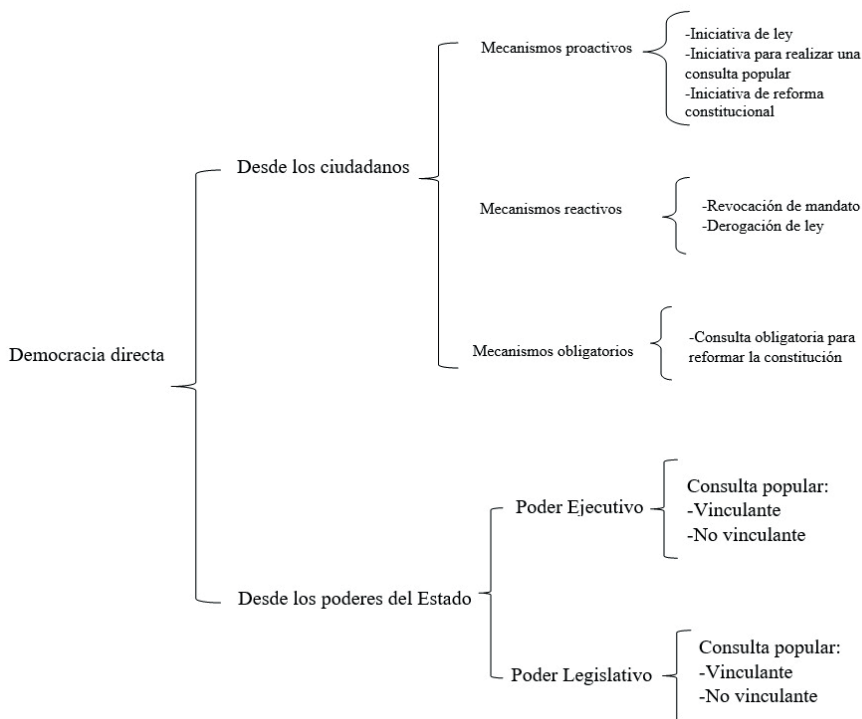 Democracia directa
Desde los ciudadanos
Mecanismos proactivos
-Iniciativa de ley
-Iniciativa para realizar una
consulta popular
-Iniciativa de reforma
constitucional
Mecanismos reactivos
-Revocación de mandato
-Derogación de ley
Mecanismos obligatorios
-Consulta obligatoria para
reformar la constitución
Desde los poderes del Estado
Poder Ejecutivo
Consulta popular:
-Vinculante
-No vinculante
Poder Legislativo
Consulta popular:
-Vinculante
-No vinculante